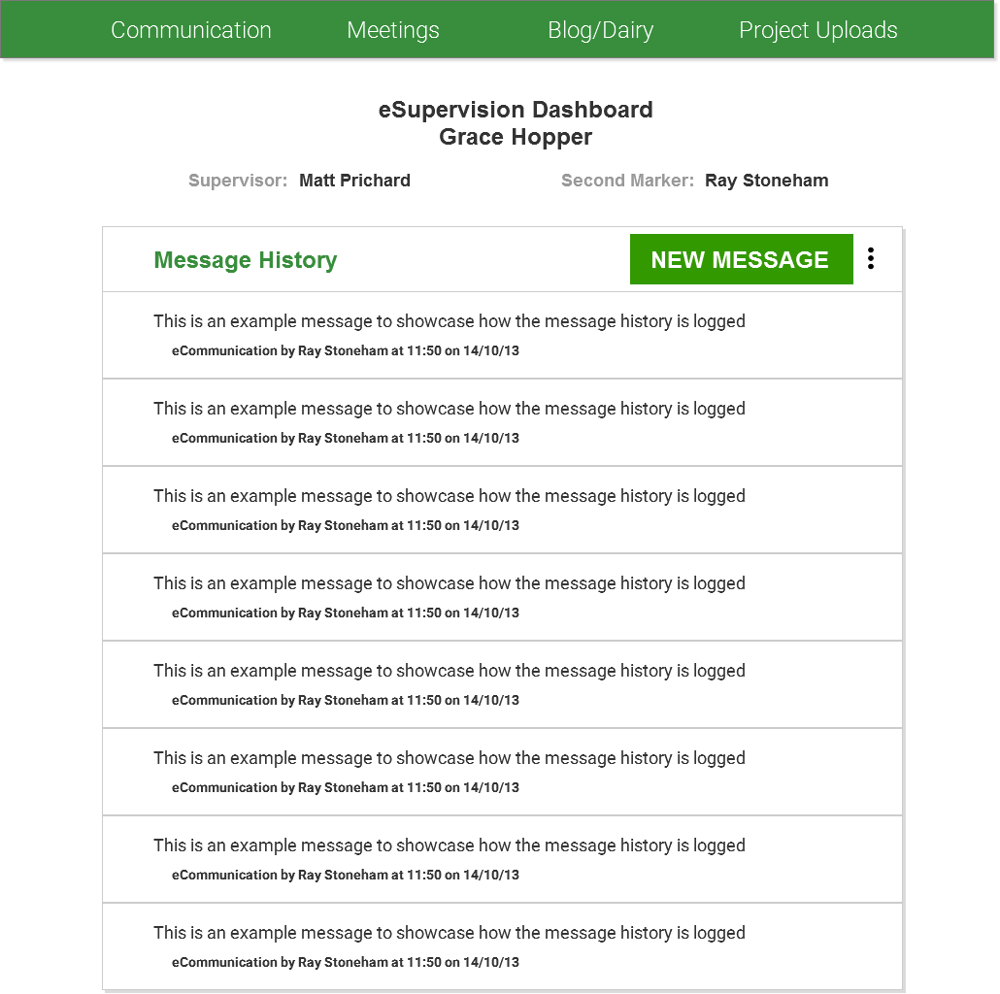 Communication Meetings Blog/Dairy Project Uploads
eSupervision Dashboard
Grace Hopper
Supervisor: Matt Prichard Second Marker: Ray Stoneham
Message History NEW MESSAGE
This is an example message to showcase how the message history is logged
eCommunication by Ray Stoneham at 11:50 on 14/10/13
This is an example message to showcase how the message history is logged
eCommunication by Ray Stoneham at 11:50 on 14/10/13
This is an example message to showcase how the message history is logged
eCommunication by Ray Stoneham at 11:50 on 14/10/13
This is an example message to showcase how the message history is logged
eCommunication by Ray Stoneham at 11:50 on 14/10/13
This is an example message to showcase how the message history is logged
eCommunication by Ray Stoneham at 11:50 on 14/10/13
This is an example message to showcase how the message history is logged
eCommunication by Ray Stoneham at 11:50 on 14/10/13
This is an example message to showcase how the message history is logged
eCommunication by Ray Stoneham at 11:50 on 14/10/13
This is an example message to showcase how the message history is logged
eCommunication by Ray Stoneham at 11:50 on 14/10/13